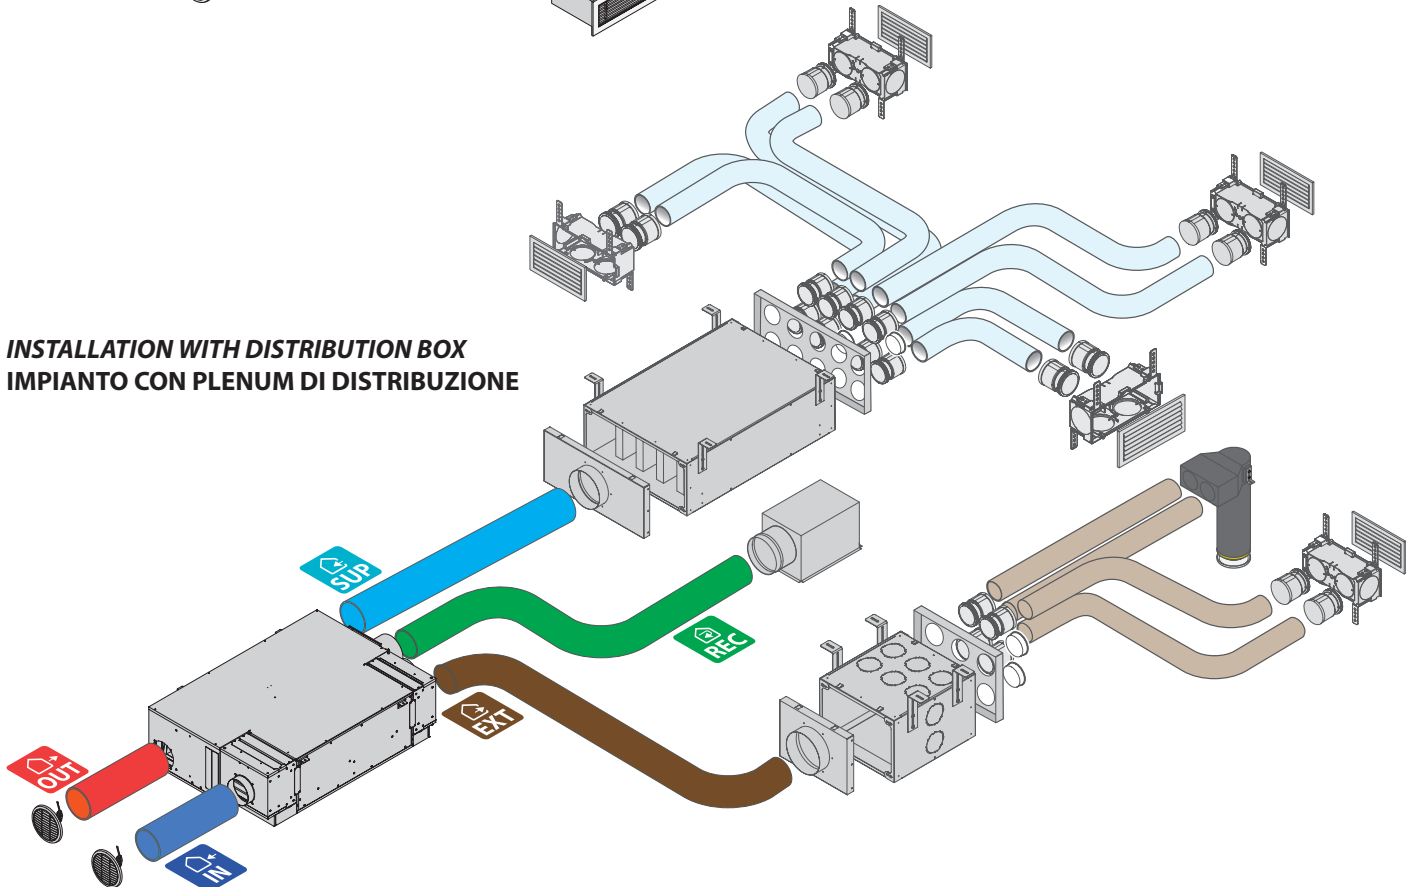 INSTALLATION WITH DISTRIBUTION BOX
IMPIANTO CON PLENUM DI DISTRIBUZIONE
SUP
REC
EXT
OUT
IN